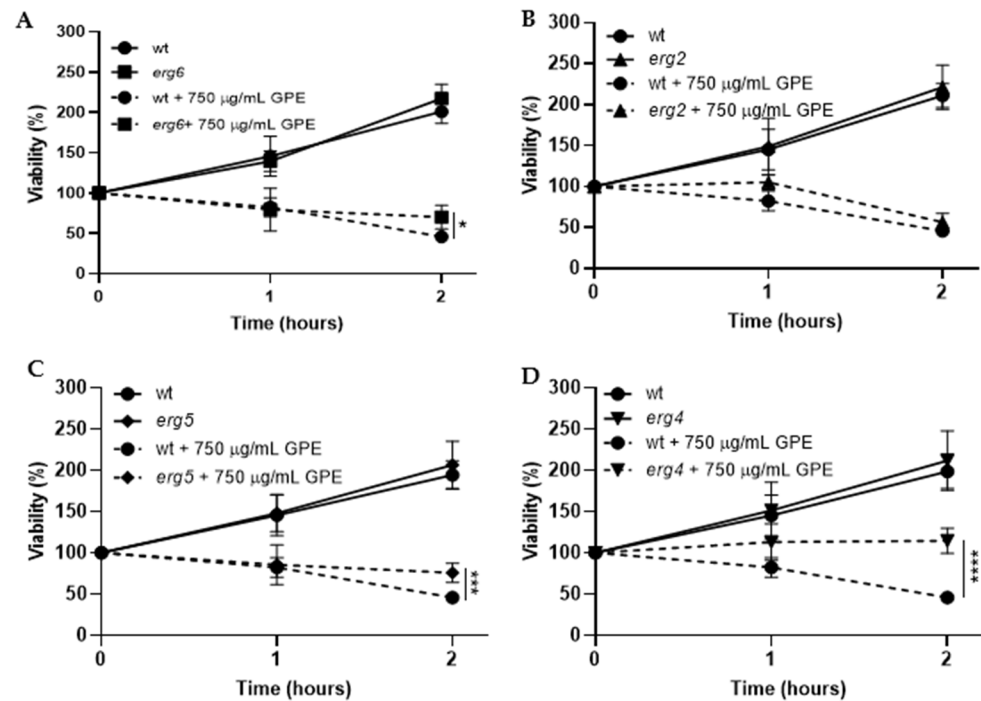 A
300
250
200
150
100
50
0
Viability (%)
wt
erg6
wt + 750 µg/mL GPE
erg6+ 750 µg/mL GPE
*
0 1 2
Time (hours)
B
300
250
200
150
100
50
0
Viability (%)
wt
erg2
wt + 750 µg/mL GPE
erg2 + 750 µg/mL GPE
0 1 2
Time (hours)
C
300
250
200
150
100
50
0
Viability (%)
wt
erg5
wt + 750 µg/mL GPE
erg5 + 750 µg/mL GPE
***
0 1 2
Time (hours)
D
300
250
200
150
100
50
0
Viability (%)
wt
erg4
wt + 750 µg/mL GPE
erg4 + 750 µg/mL GPE
****
0 1 2
Time (hours)